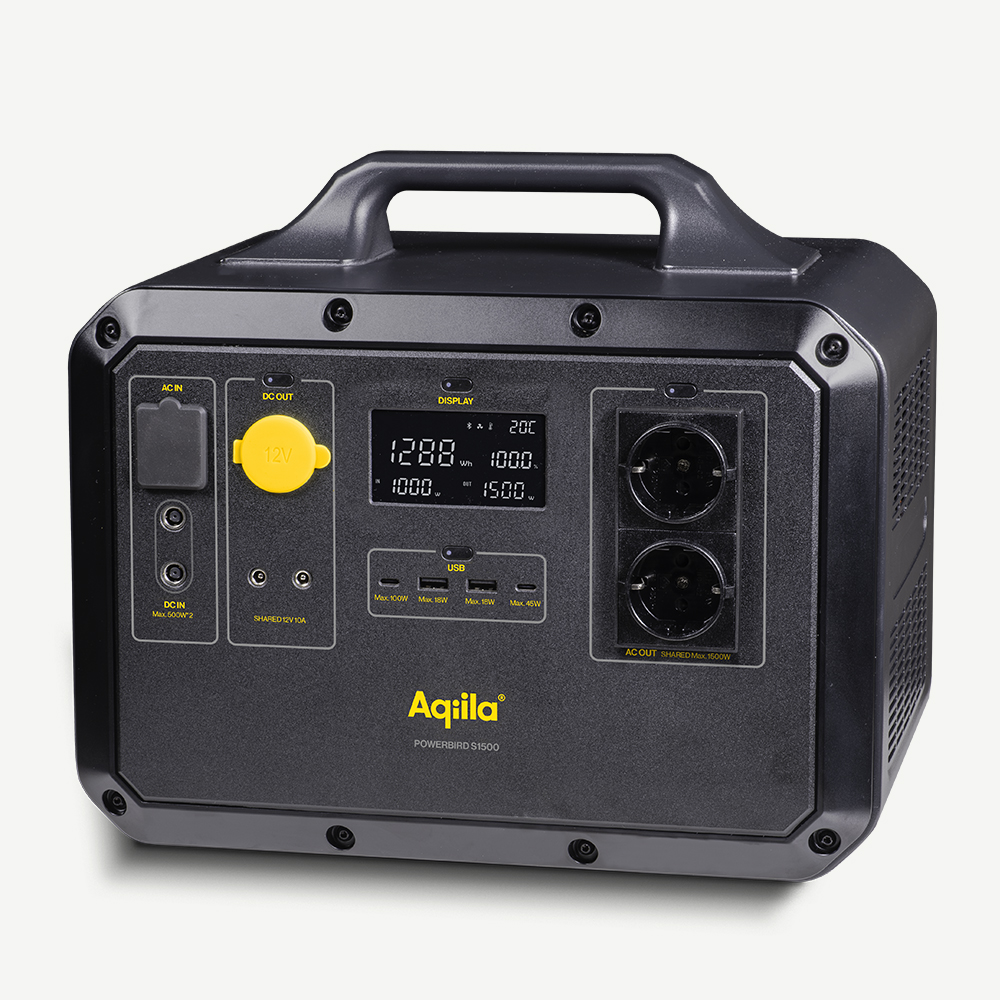 AC IN
DC IN
Max. 500W*2
DC OUT
12V
SHARED 12V 10A
DISPLAY
20C
1288 Wh 100.0 %
IN 1000 W OUT 1500 W
USB
Max. 100W Max. 18W Max. 18W Max. 45W
AC OUT SHARED Max. 1500W
Aqiila®
POWERBIRD S1500